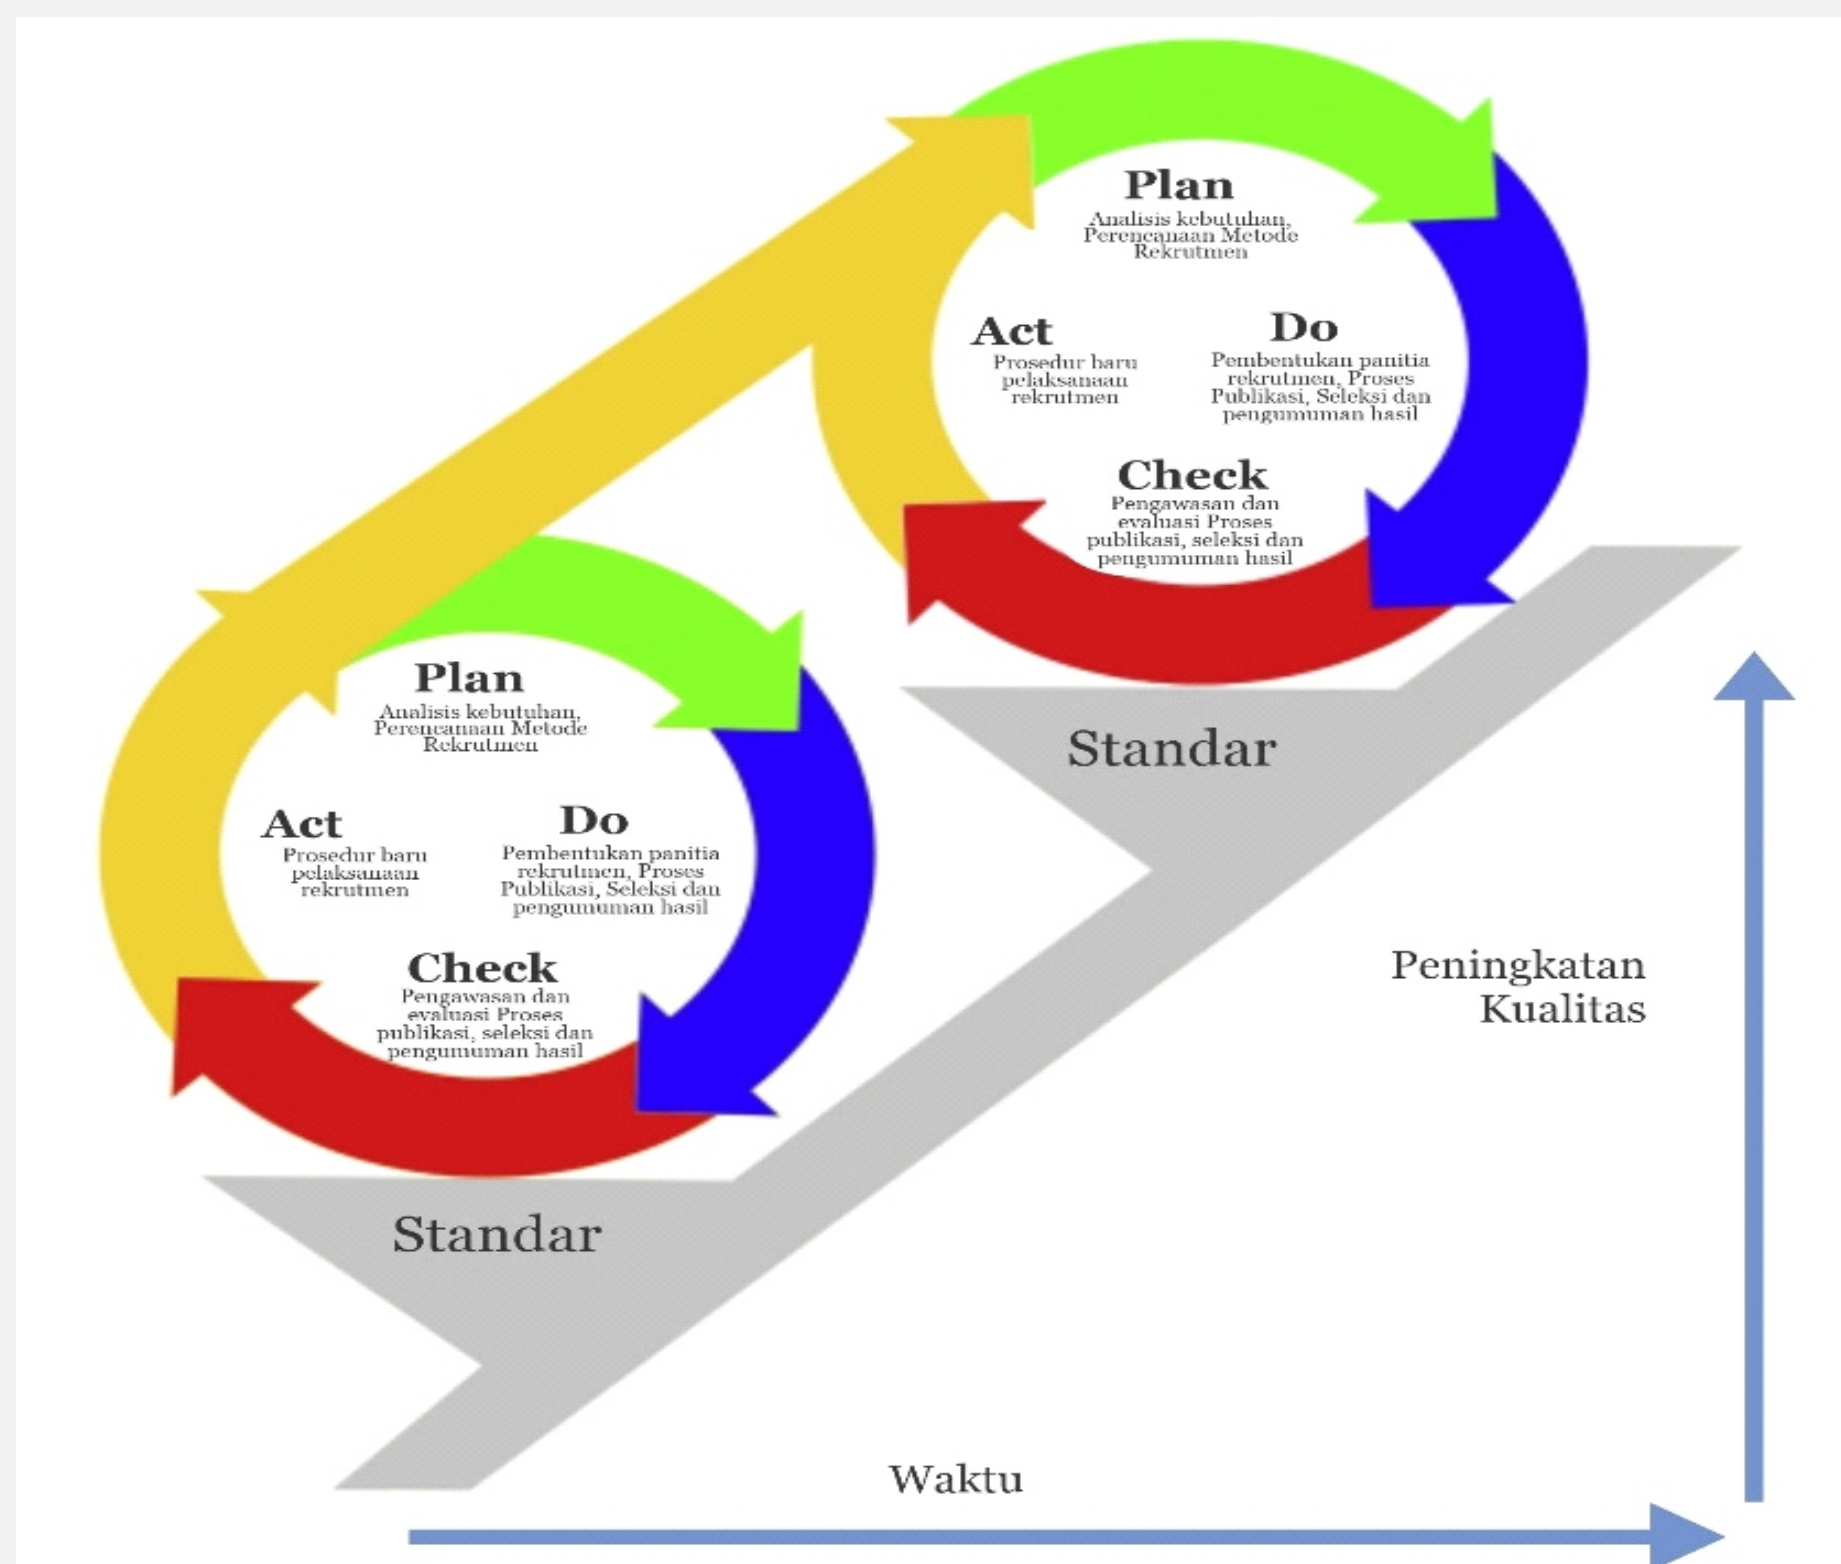 Plan
Analisis kebutuhan,
Perencanaan Metode
Rekrutmen
Act
Prosedur baru
pelaksanaan
rekrutmen
Do
Pembentukan panitia
rekrutmen, Proses
Publikasi, Seleksi dan
pengumuman hasil
Check
Pengawasan dan
evaluasi Proses
publikasi, seleksi dan
pengumuman hasil
Standar
Plan
Analisis kebutuhan,
Perencanaan Metode
Rekrutmen
Act
Prosedur baru
pelaksanaan
rekrutmen
Do
Pembentukan panitia
rekrutmen, Proses
Publikasi, Seleksi dan
pengumuman hasil
Check
Pengawasan dan
evaluasi Proses
publikasi, seleksi dan
pengumuman hasil
Standar
Peningkatan
Kualitas
Waktu